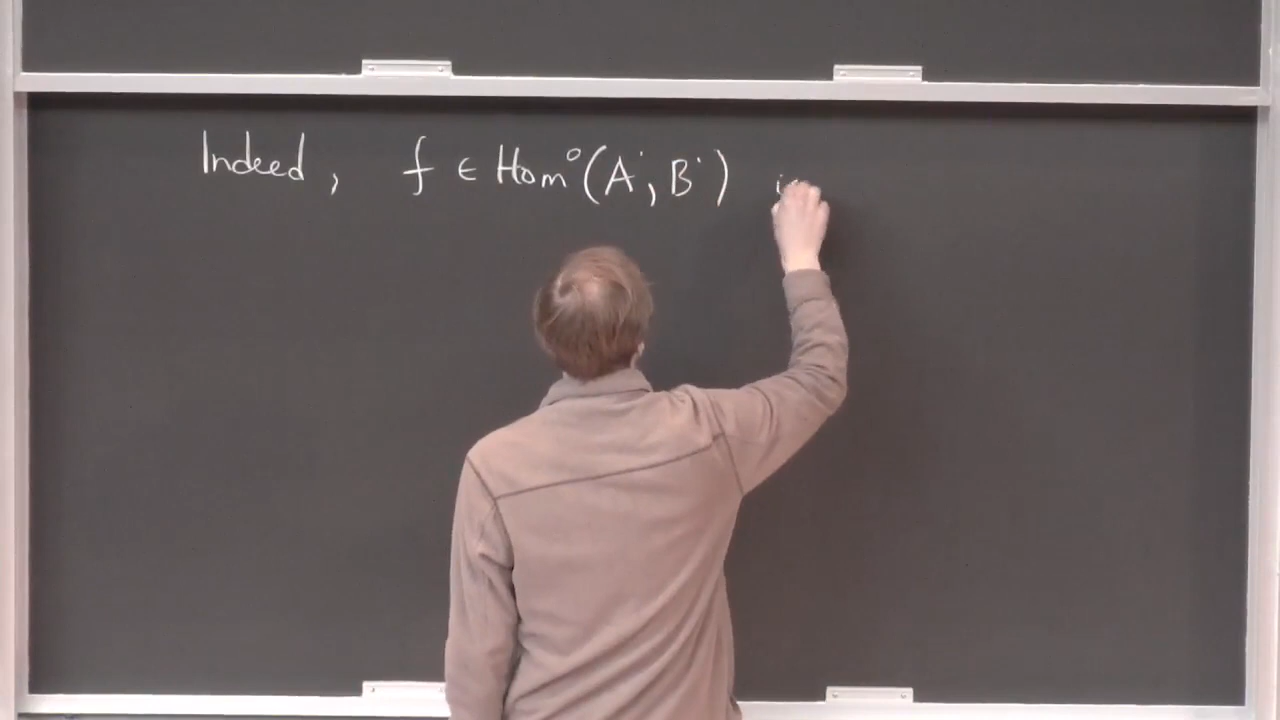 Indeed, f ∈ Hom⁰(A˙, B˙)